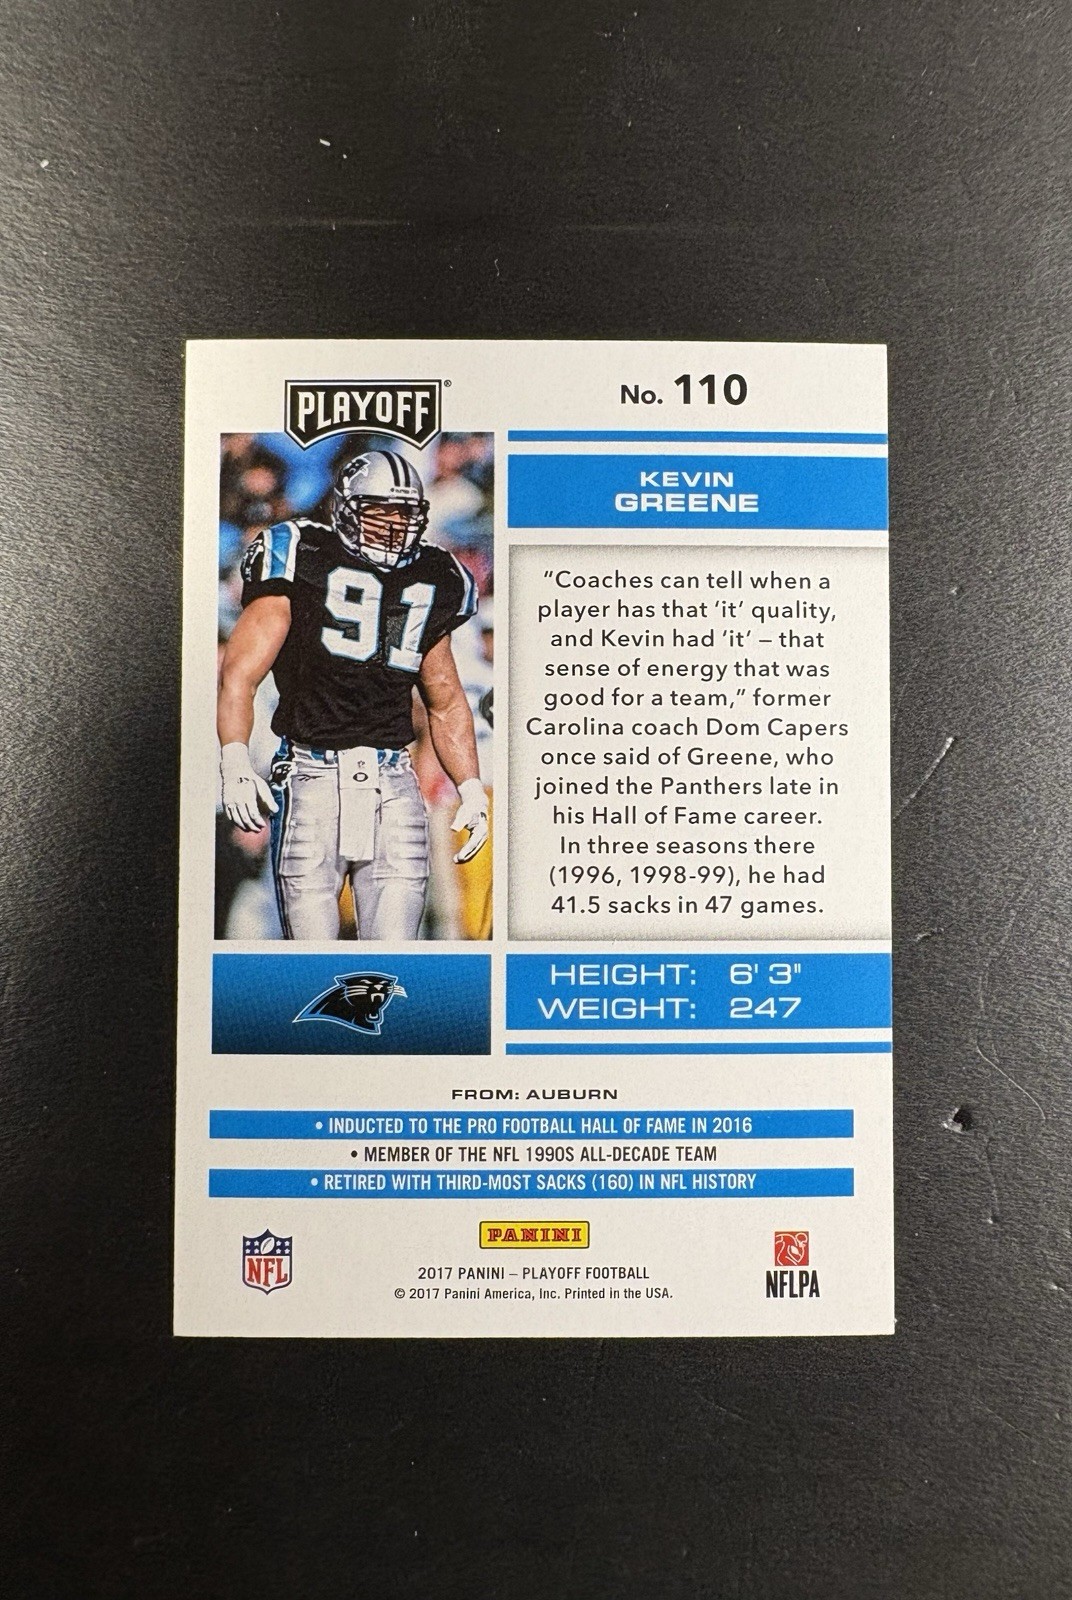 PLAYOFF®
No. 110
KEVIN
GREENE
91
"Coaches can tell when a
player has that ‘it’ quality,
and Kevin had ‘it’ – that
sense of energy that was
good for a team," former
Carolina coach Dom Capers
once said of Greene, who
joined the Panthers late in
his Hall of Fame career.
In three seasons there
(1996, 1998-99), he had
41.5 sacks in 47 games.
HEIGHT: 6' 3"
WEIGHT: 247
FROM: AUBURN
• INDUCTED TO THE PRO FOOTBALL HALL OF FAME IN 2016
• MEMBER OF THE NFL 1990S ALL-DECADE TEAM
• RETIRED WITH THIRD-MOST SACKS (160) IN NFL HISTORY
PANINI
NFL
2017 PANINI – PLAYOFF FOOTBALL
© 2017 Panini America, Inc. Printed in the USA.
NFLPA